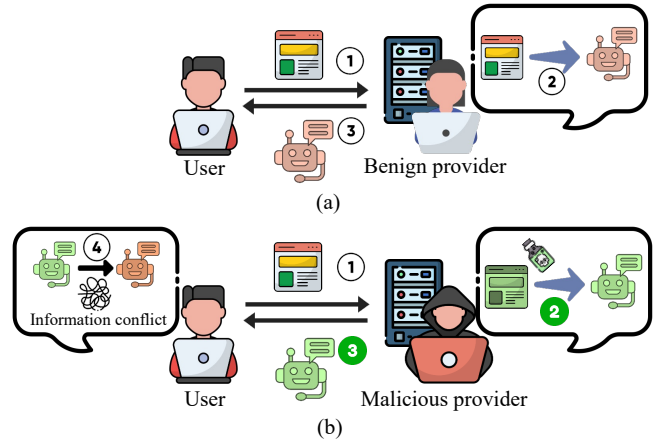 1
2
3
User
Benign provider
(a)
4
Information conflict
1
2
3
User
Malicious provider
(b)